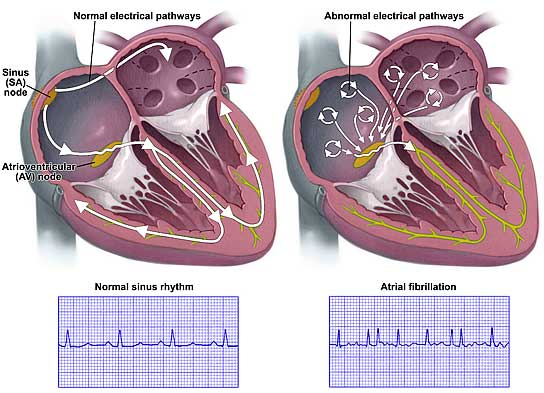 Normal electrical pathways
Abnormal electrical pathways
Sinus
(SA)
node
Atrioventricular
(AV) node
Normal sinus rhythm
Atrial fibrillation